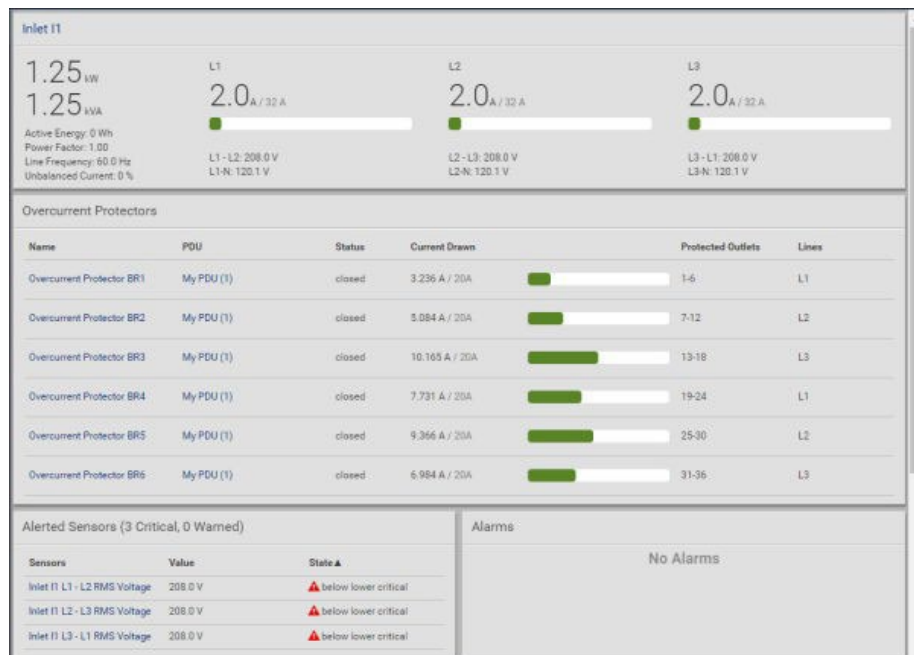 Inlet I1
1.25 kW
1.25 kVA
Active Energy: 0 Wh
Power Factor: 1.00
Line Frequency: 60.0 Hz
Unbalanced Current: 0 %
L1
2.0 A / 32 A
L1 - L2: 208.0 V
L1-N: 120.1 V
L2
2.0 A / 32 A
L2 - L3: 208.0 V
L2-N: 120.1 V
L3
2.0 A / 32 A
L3 - L1: 208.0 V
L3-N: 120.1 V
Overcurrent Protectors
Name PDU Status Current Drawn Protected Outlets Lines
Overcurrent Protector BR1 My PDU (1) closed 3.236 A / 20A 1-6 L1
Overcurrent Protector BR2 My PDU (1) closed 5.084 A / 20A 7-12 L2
Overcurrent Protector BR3 My PDU (1) closed 10.165 A / 20A 13-18 L3
Overcurrent Protector BR4 My PDU (1) closed 7.731 A / 20A 19-24 L1
Overcurrent Protector BR5 My PDU (1) closed 9.366 A / 20A 25-30 L2
Overcurrent Protector BR6 My PDU (1) closed 6.984 A / 20A 31-36 L3
Alerted Sensors (3 Critical, 0 Warned)
Sensors Value State▲
Inlet I1 L1 - L2 RMS Voltage 208.0 V below lower critical
Inlet I1 L2 - L3 RMS Voltage 208.0 V below lower critical
Inlet I1 L3 - L1 RMS Voltage 208.0 V below lower critical
Alarms
No Alarms